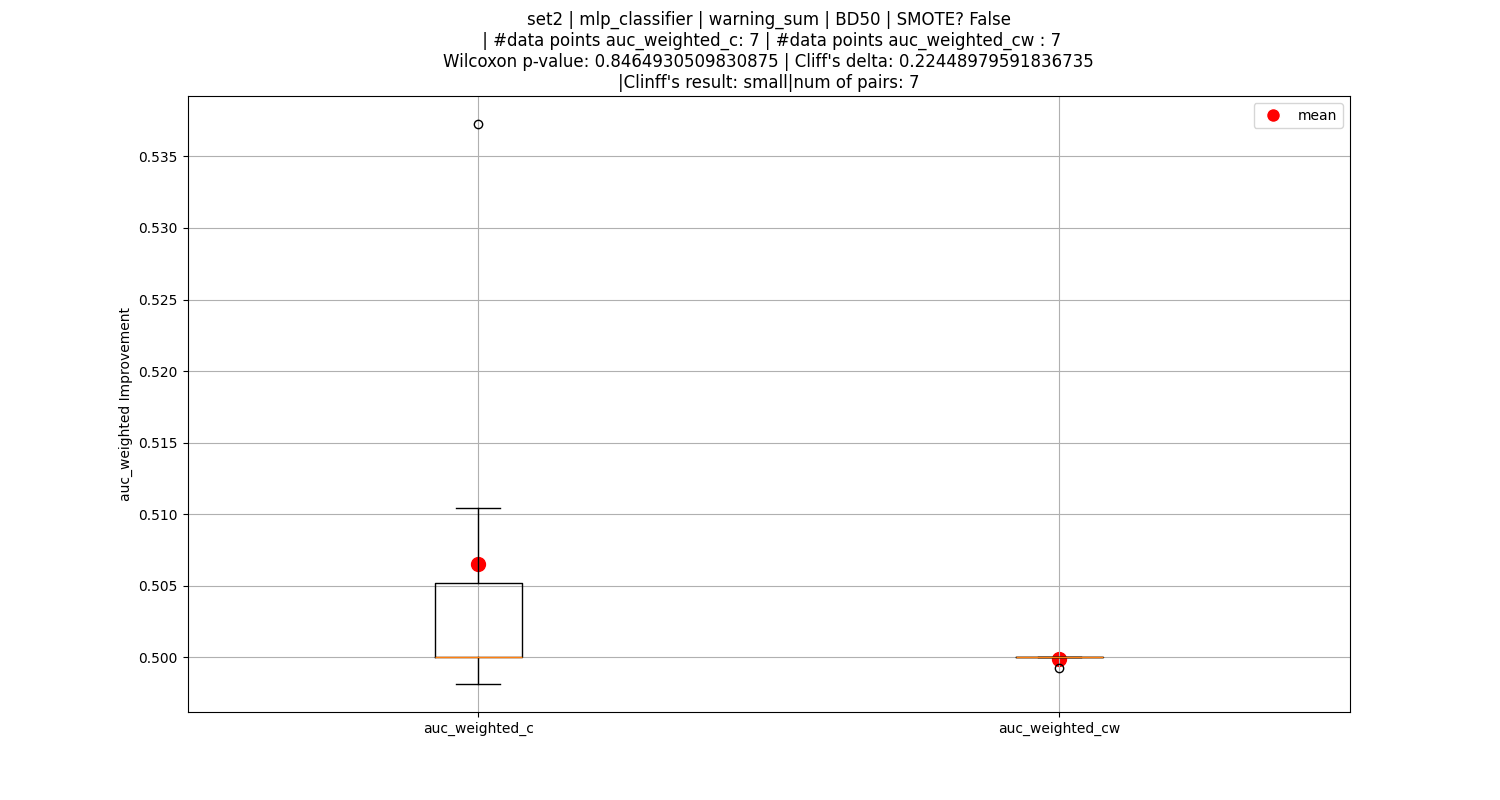 set2 | mlp_classifier | warning_sum | BD50 | SMOTE? False
| #data points auc_weighted_c: 7 | #data points auc_weighted_cw : 7
Wilcoxon p-value: 0.8464930509830875 | Cliff's delta: 0.22448979591836735
|Clinff's result: small|num of pairs: 7
mean
0.535
0.530
0.525
0.520
0.515
0.510
0.505
0.500
auc_weighted Improvement
auc_weighted_c
auc_weighted_cw